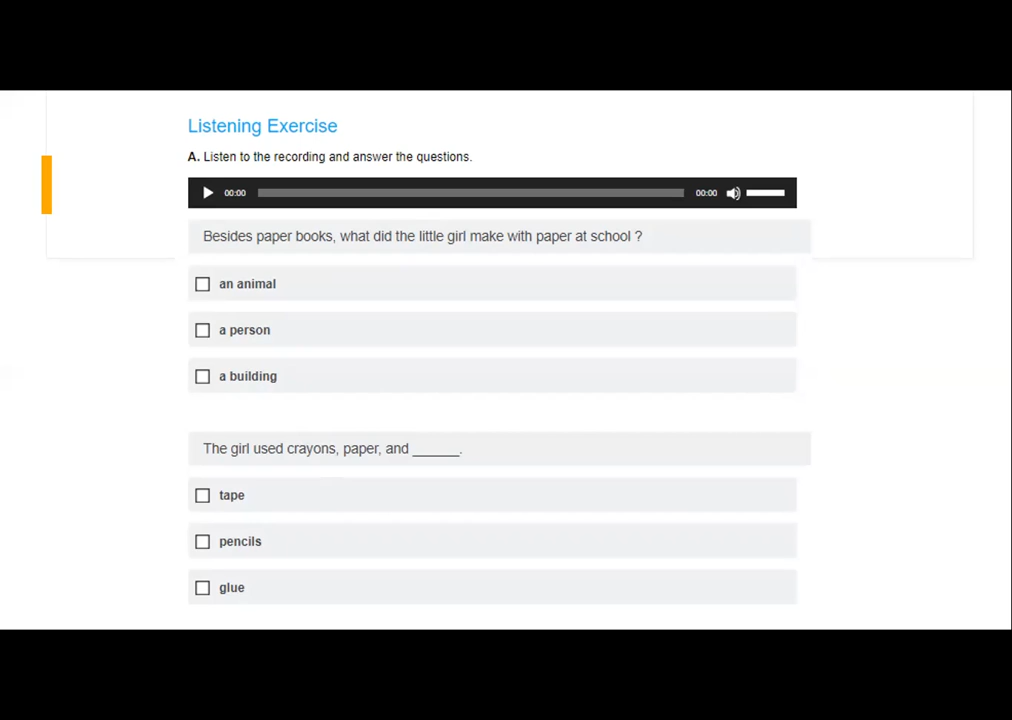 Listening Exercise
A. Listen to the recording and answer the questions.
00:00 00:00
Besides paper books, what did the little girl make with paper at school ?
an animal
a person
a building
The girl used crayons, paper, and ______.
tape
pencils
glue